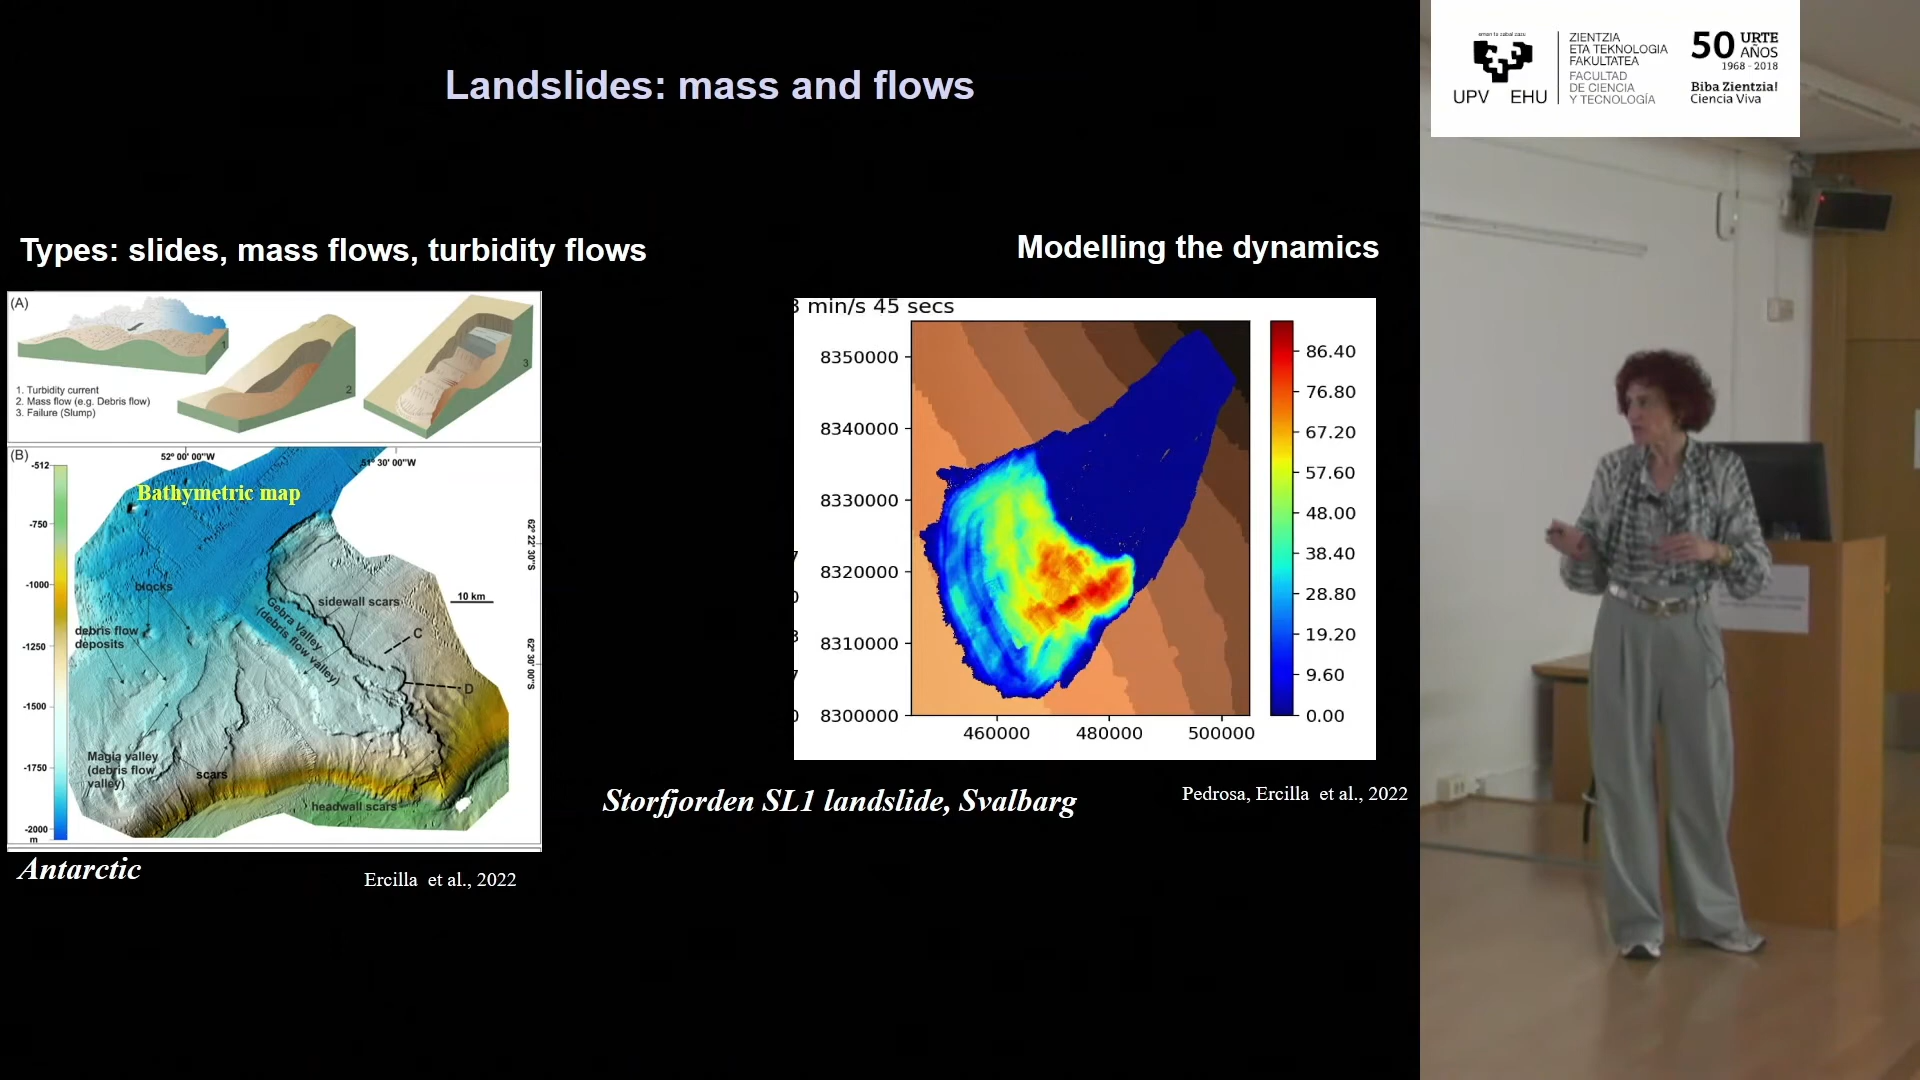 Landslides: mass and flows
Types: slides, mass flows, turbidity flows
Modelling the dynamics
(A)
1
2
3
1. Turbidity current
2. Mass flow (e.g. Debris flow)
3. Failure (Slump)
(B)
52° 00' 00"W
51° 30' 00"W
-512
-750
-1000
-1250
-1500
-1750
-2000
m
Bathymetric map
62° 22' 30"S
62° 30' 00"S
10 km
blocks
sidewall scars
debris flow
deposits
Gebra Valley
(debris flow valley)
C
D
Magia valley
(debris flow
valley)
scars
headwall scars
Antarctic
Ercilla et al., 2022
3 min/s 45 secs
8350000
8340000
8330000
8320000
8310000
8300000
460000
480000
500000
86.40
76.80
67.20
57.60
48.00
38.40
28.80
19.20
9.60
0.00
Storfjorden SL1 landslide, Svalbarg
Pedrosa, Ercilla et al., 2022
eman ta zabal zazu
UPV EHU
ZIENTZIA
ETA TEKNOLOGIA
FAKULTATEA
FACULTAD
DE CIENCIA
Y TECNOLOGÍA
50 URTE
AÑOS
1968 - 2018
Biba Zientzia!
Ciencia Viva